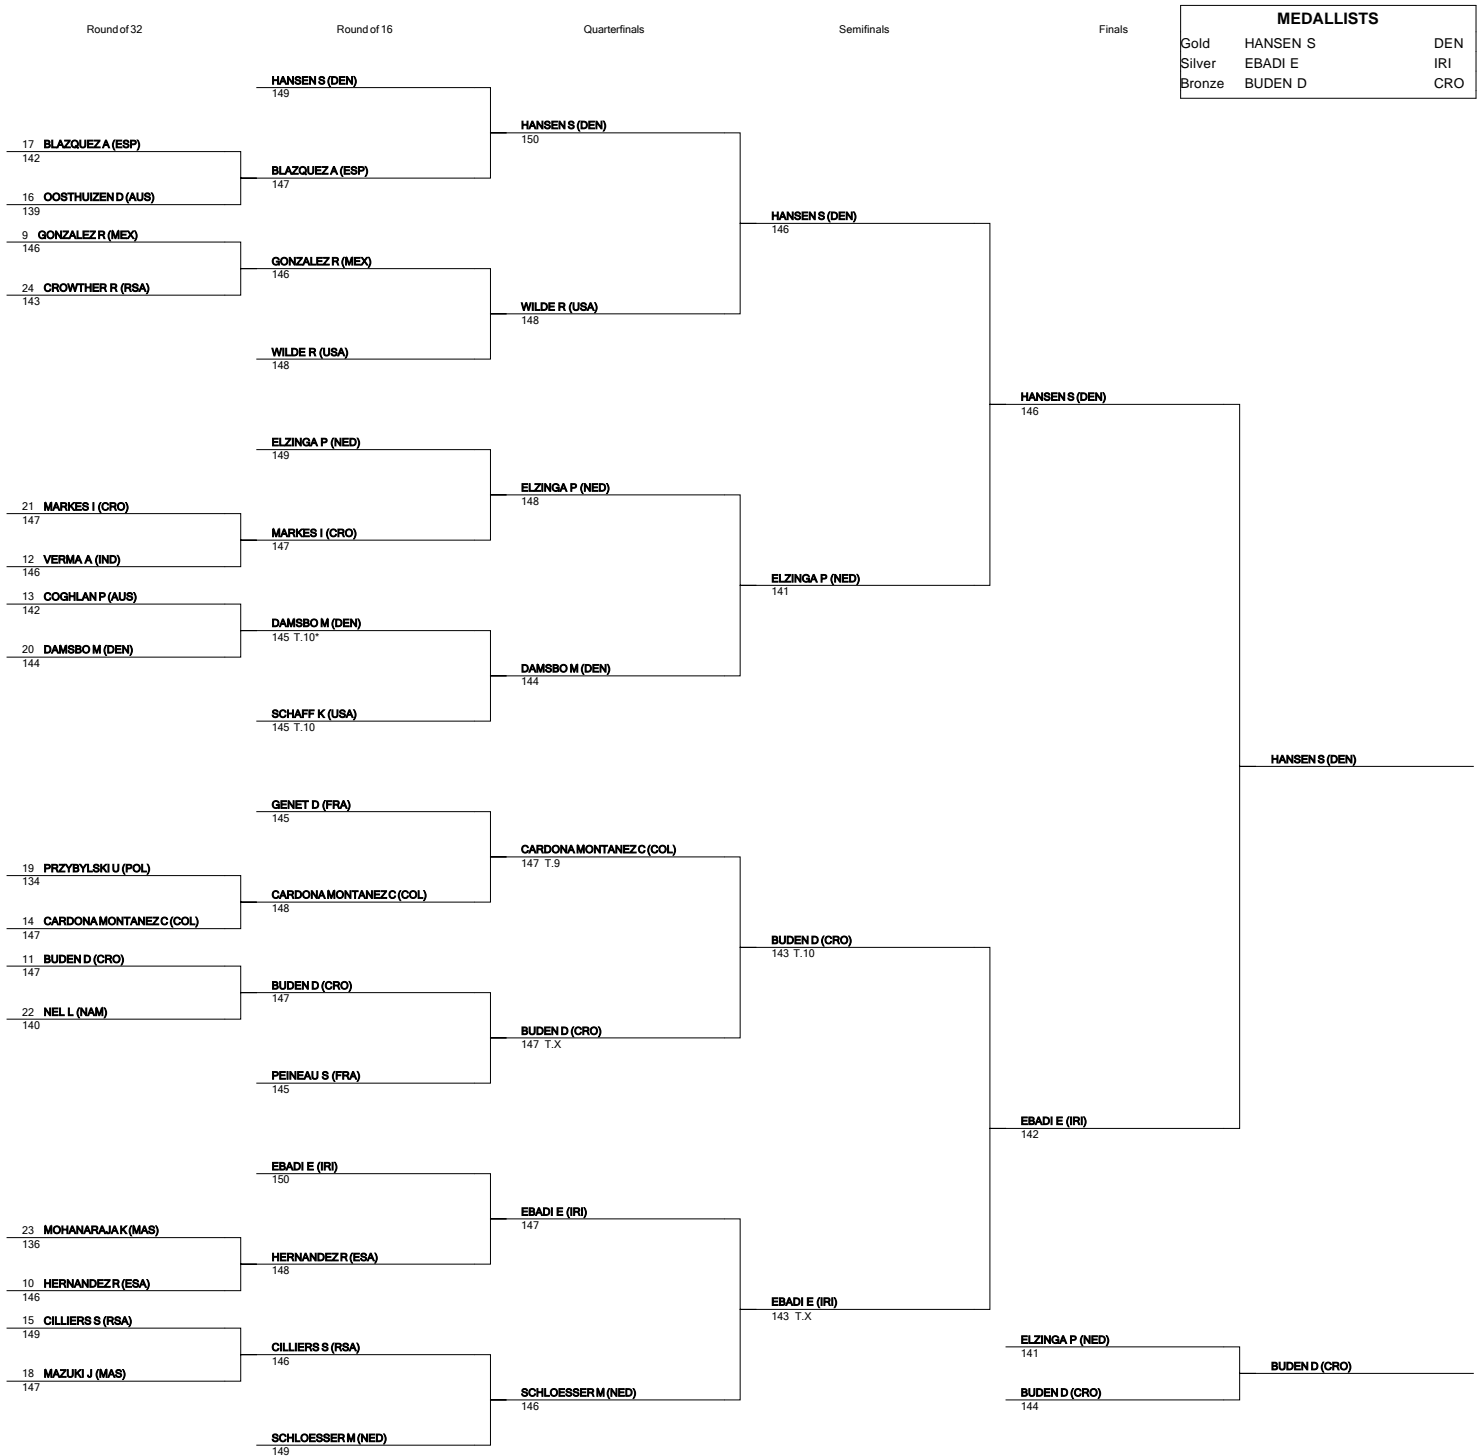 Round of 32 Round of 16 Quarterfinals Semifinals Finals
MEDALLISTS
Gold HANSEN S DEN
Silver EBADI E IRI
Bronze BUDEN D CRO
HANSEN S (DEN)
149
HANSEN S (DEN)
150
17 BLAZQUEZ A (ESP)
142
BLAZQUEZ A (ESP)
147
16 OOSTHUIZEN D (AUS)
139
HANSEN S (DEN)
146
9 GONZALEZ R (MEX)
146
GONZALEZ R (MEX)
146
24 CROWTHER R (RSA)
143
WILDE R (USA)
148
WILDE R (USA)
148
HANSEN S (DEN)
146
ELZINGA P (NED)
149
ELZINGA P (NED)
148
21 MARKES I (CRO)
147
MARKES I (CRO)
147
12 VERMA A (IND)
146
ELZINGA P (NED)
141
13 COGHLAN P (AUS)
142
DAMSBO M (DEN)
145 T.10*
20 DAMSBO M (DEN)
144
DAMSBO M (DEN)
144
SCHAFF K (USA)
145 T.10
HANSEN S (DEN)
GENET D (FRA)
145
CARDONA MONTANEZ C (COL)
147 T.9
19 PRZYBYLSKI U (POL)
134
CARDONA MONTANEZ C (COL)
148
14 CARDONA MONTANEZ C (COL)
147
BUDEN D (CRO)
143 T.10
11 BUDEN D (CRO)
147
BUDEN D (CRO)
147
22 NEL L (NAM)
140
BUDEN D (CRO)
147 T.X
PEINEAU S (FRA)
145
EBADI E (IRI)
142
EBADI E (IRI)
150
EBADI E (IRI)
147
23 MOHANARAJA K (MAS)
136
HERNANDEZ R (ESA)
148
10 HERNANDEZ R (ESA)
146
EBADI E (IRI)
143 T.X
15 CILLIERS S (RSA)
149
CILLIERS S (RSA)
146
18 MAZUKI J (MAS)
147
SCHLOESSER M (NED)
146
SCHLOESSER M (NED)
149
ELZINGA P (NED)
141
BUDEN D (CRO)
BUDEN D (CRO)
144